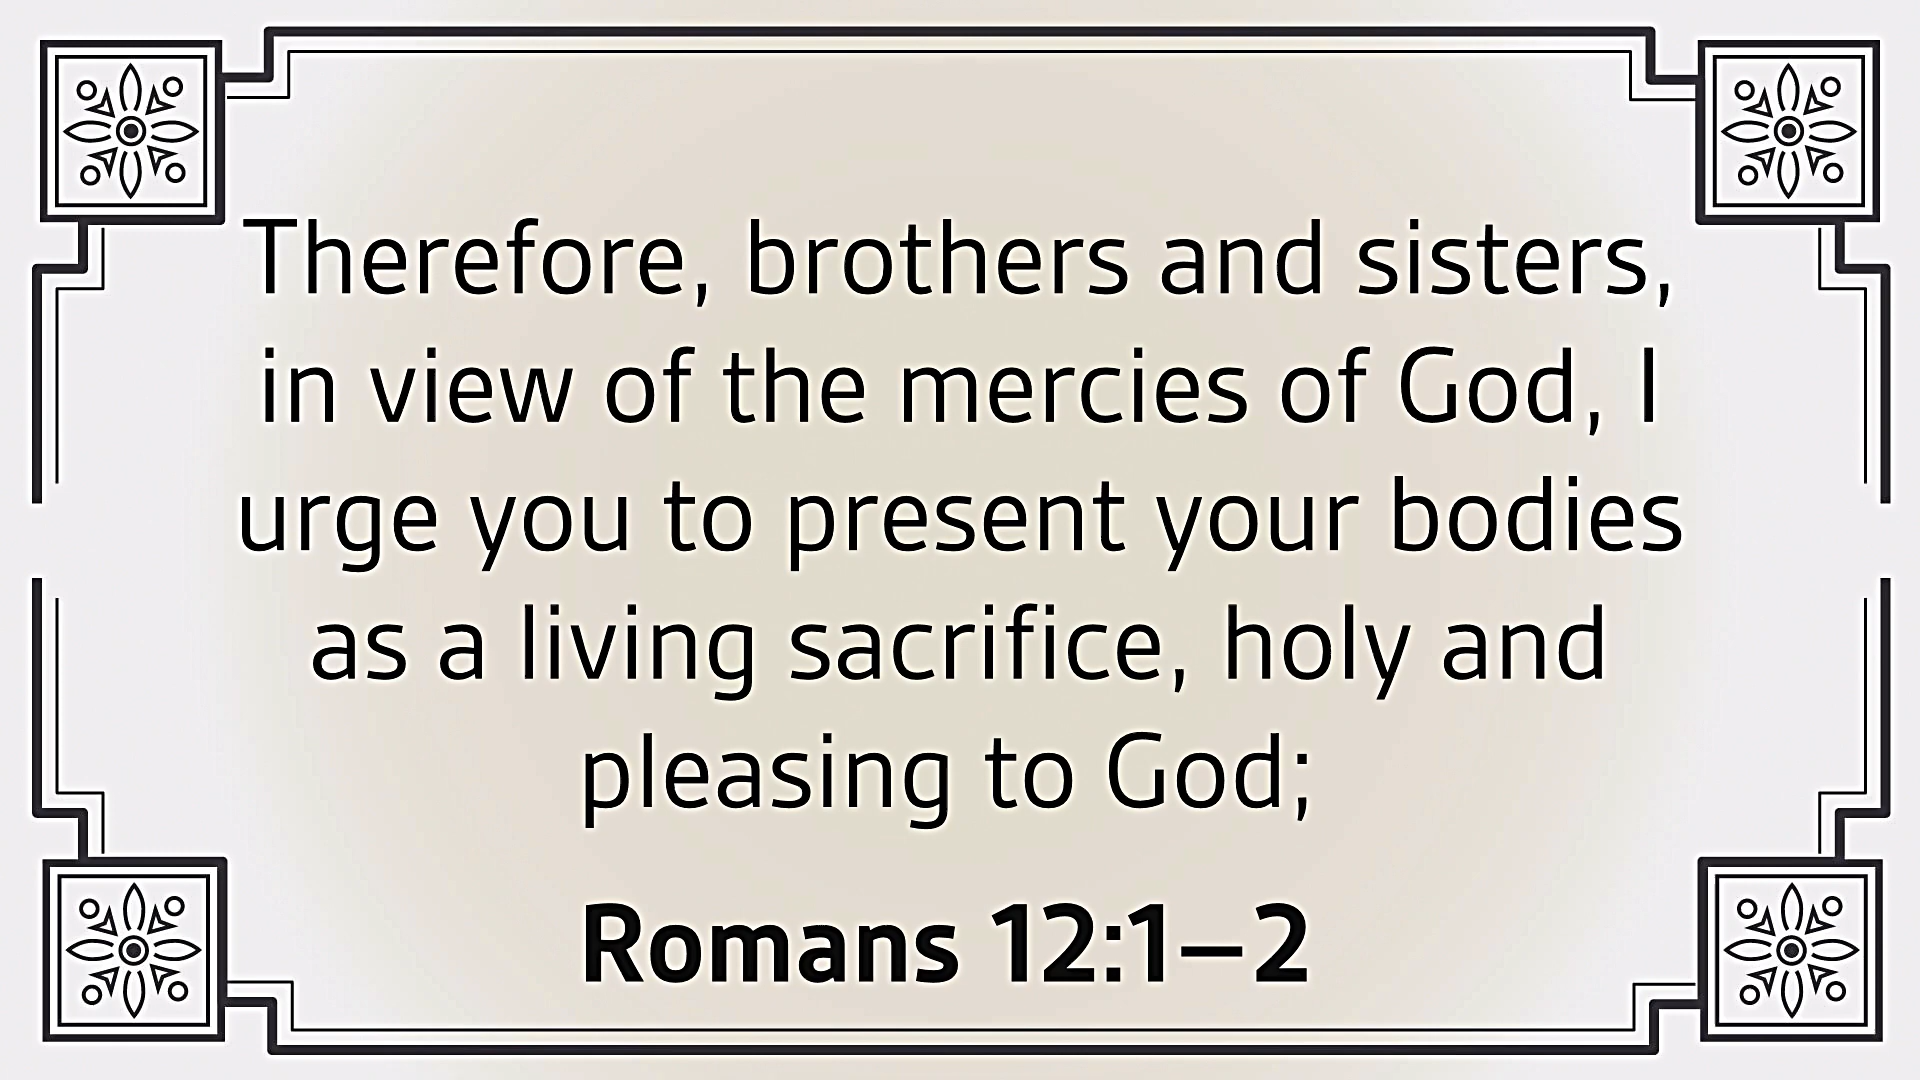 Therefore, brothers and sisters,
in view of the mercies of God, I
urge you to present your bodies
as a living sacrifice, holy and
pleasing to God;
Romans 12:1–2